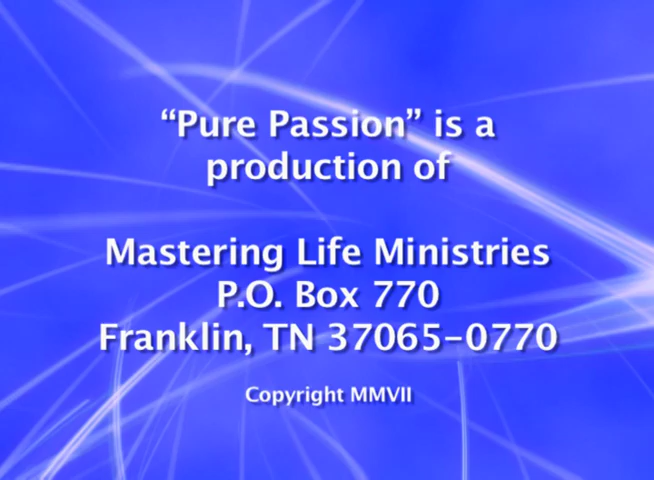 “Pure Passion” is a
production of
Mastering Life Ministries
P.O. Box 770
Franklin, TN 37065-0770
Copyright MMVII